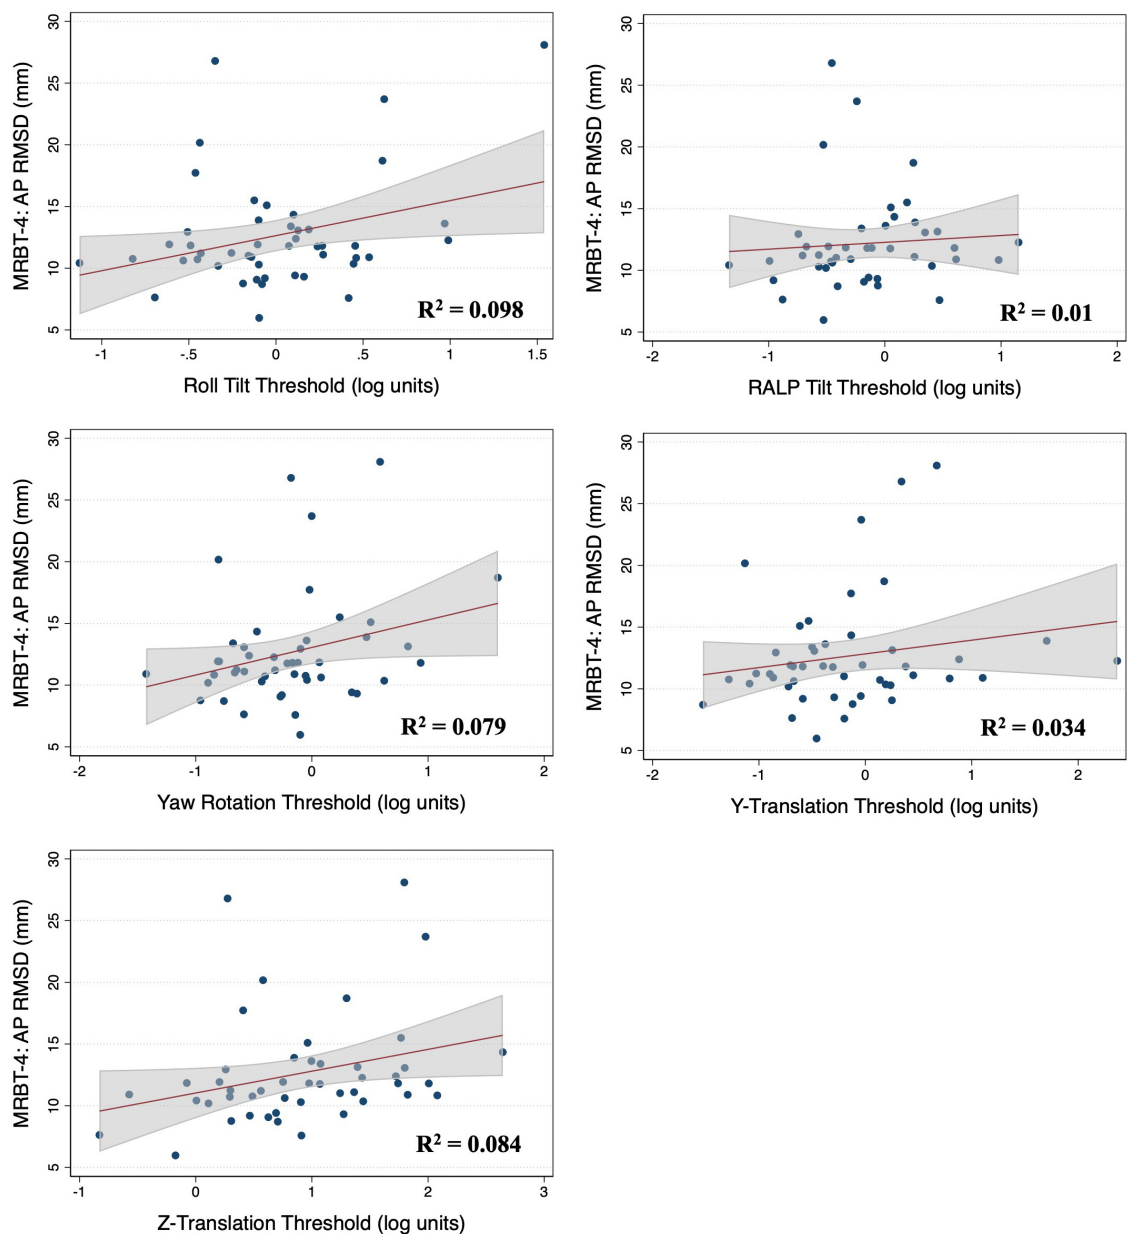 MRBT-4: AP RMSD (mm)
30
25
20
15
10
5
R² = 0.098
-1 -.5 0 .5 1 1.5
Roll Tilt Threshold (log units)
MRBT-4: AP RMSD (mm)
30
25
20
15
10
5
R² = 0.01
-2 -1 0 1 2
RALP Tilt Threshold (log units)
MRBT-4: AP RMSD (mm)
30
25
20
15
10
5
R² = 0.079
-2 -1 0 1 2
Yaw Rotation Threshold (log units)
MRBT-4: AP RMSD (mm)
30
25
20
15
10
5
R² = 0.034
-2 -1 0 1 2
Y-Translation Threshold (log units)
MRBT-4: AP RMSD (mm)
30
25
20
15
10
5
R² = 0.084
-1 0 1 2 3
Z-Translation Threshold (log units)